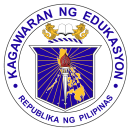 KAGAWARAN NG EDUKASYON
REPUBLIKA NG PILIPINAS